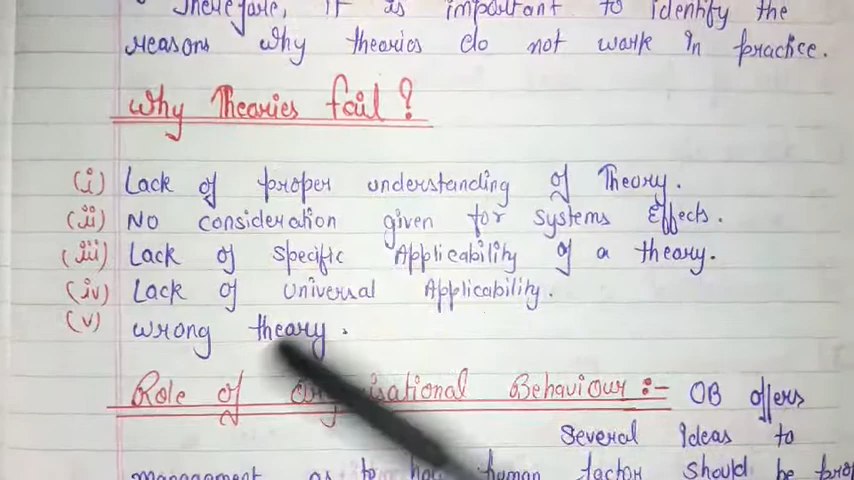 Therefore, it is important to identify the
reasons why theories do not work in practice.
Why Theories fail ?
(i) Lack of proper understanding of Theory.
(ii) No consideration given for systems Effects.
(iii) Lack of Specific Applicability of a theory.
(iv) Lack of Universal Applicability.
(v) wrong theory.
Role of Organisational Behaviour :- OB offers
Several Ideas to
management as to how human factor should be